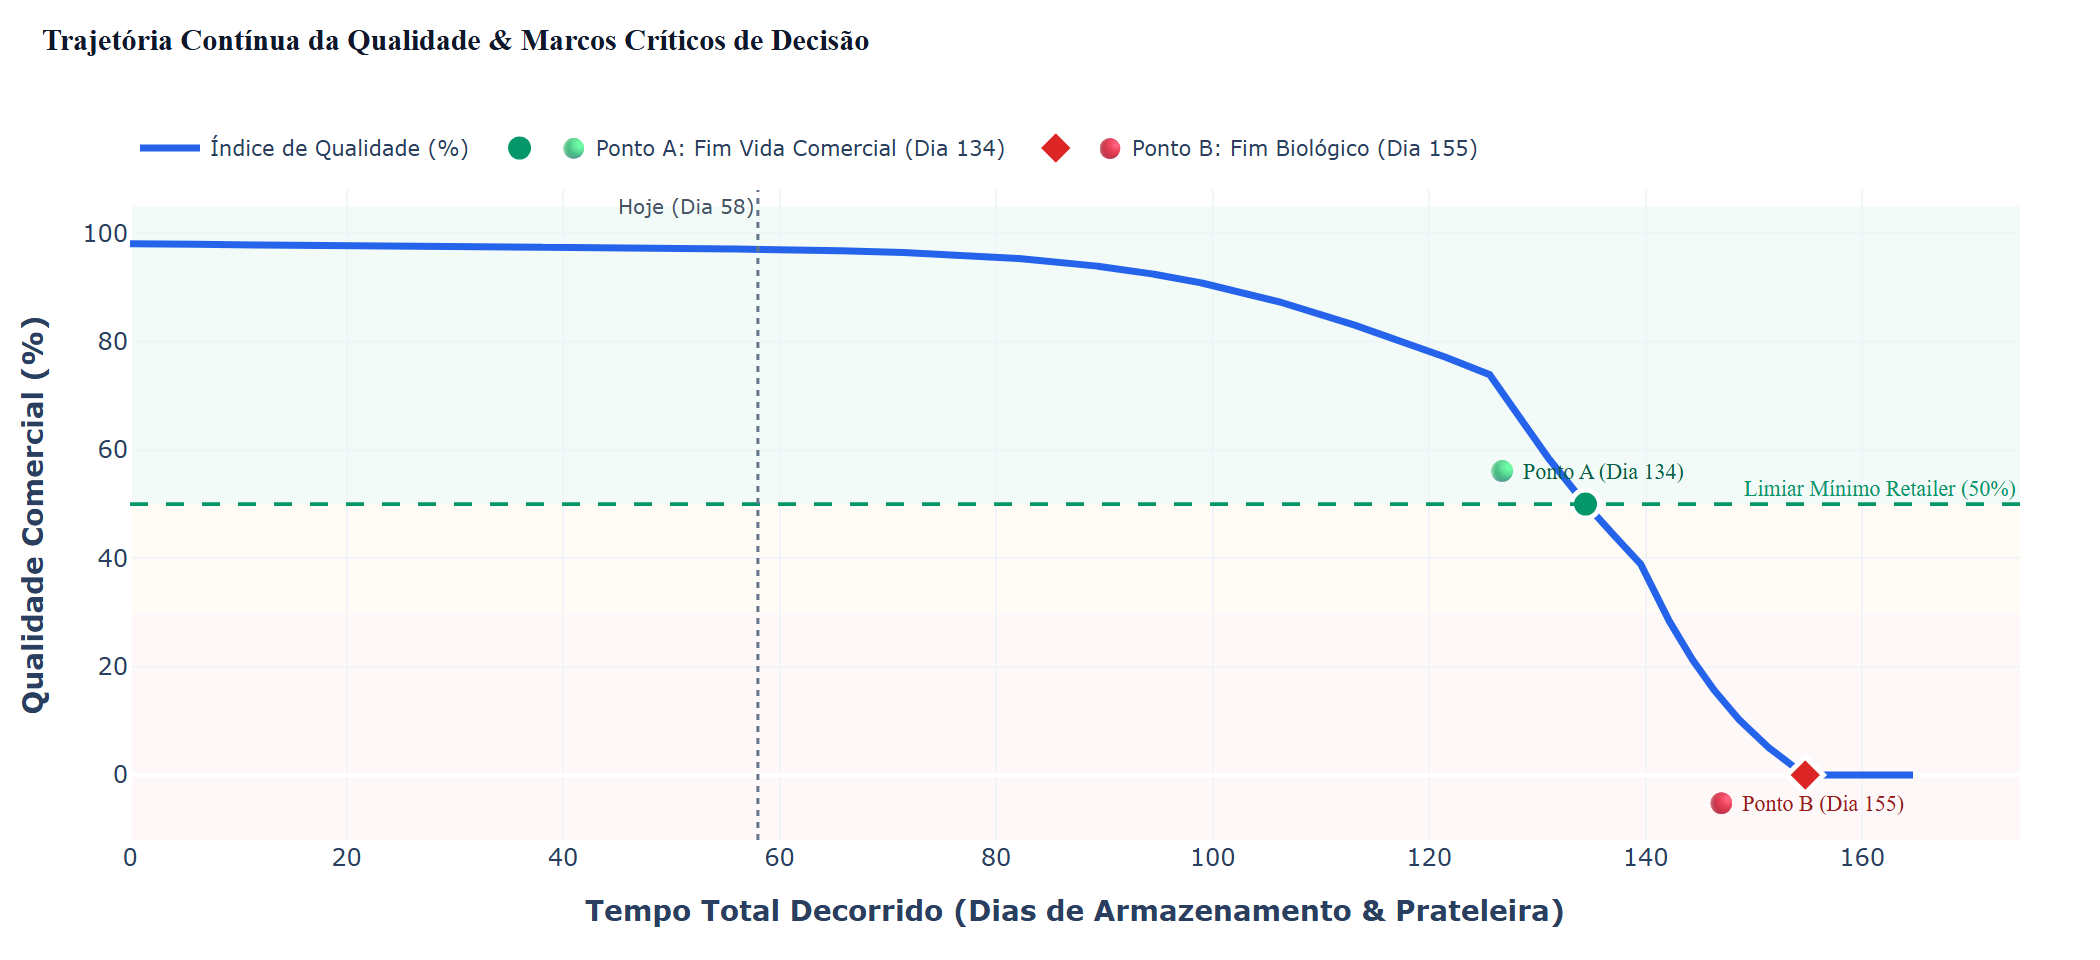 Trajetória Contínua da Qualidade & Marcos Críticos de Decisão
Índice de Qualidade (%)
Ponto A: Fim Vida Comercial (Dia 134)
Ponto B: Fim Biológico (Dia 155)
Hoje (Dia 58)
Qualidade Comercial (%)
100
80
60
40
20
0
Ponto A (Dia 134)
Limiar Mínimo Retailer (50%)
Ponto B (Dia 155)
0 20 40 60 80 100 120 140 160
Tempo Total Decorrido (Dias de Armazenamento & Prateleira)